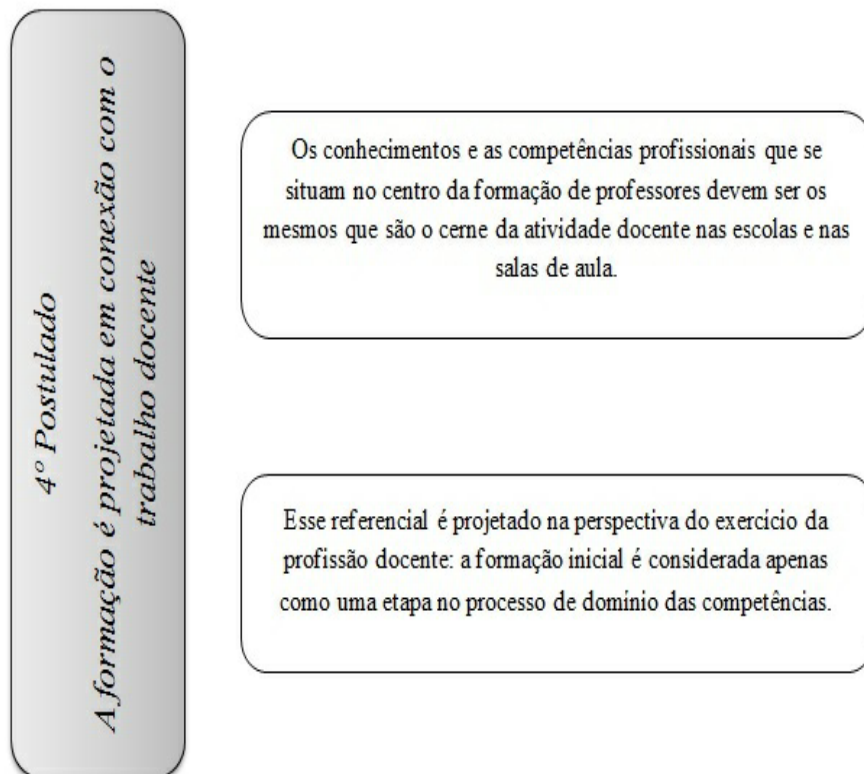 4º Postulado
A formação é projetada em conexão com o
trabalho docente
Os conhecimentos e as competências profissionais que se
situam no centro da formação de professores devem ser os
mesmos que são o cerne da atividade docente nas escolas e nas
salas de aula.
Esse referencial é projetado na perspectiva do exercício da
profissão docente: a formação inicial é considerada apenas
como uma etapa no processo de domínio das competências.